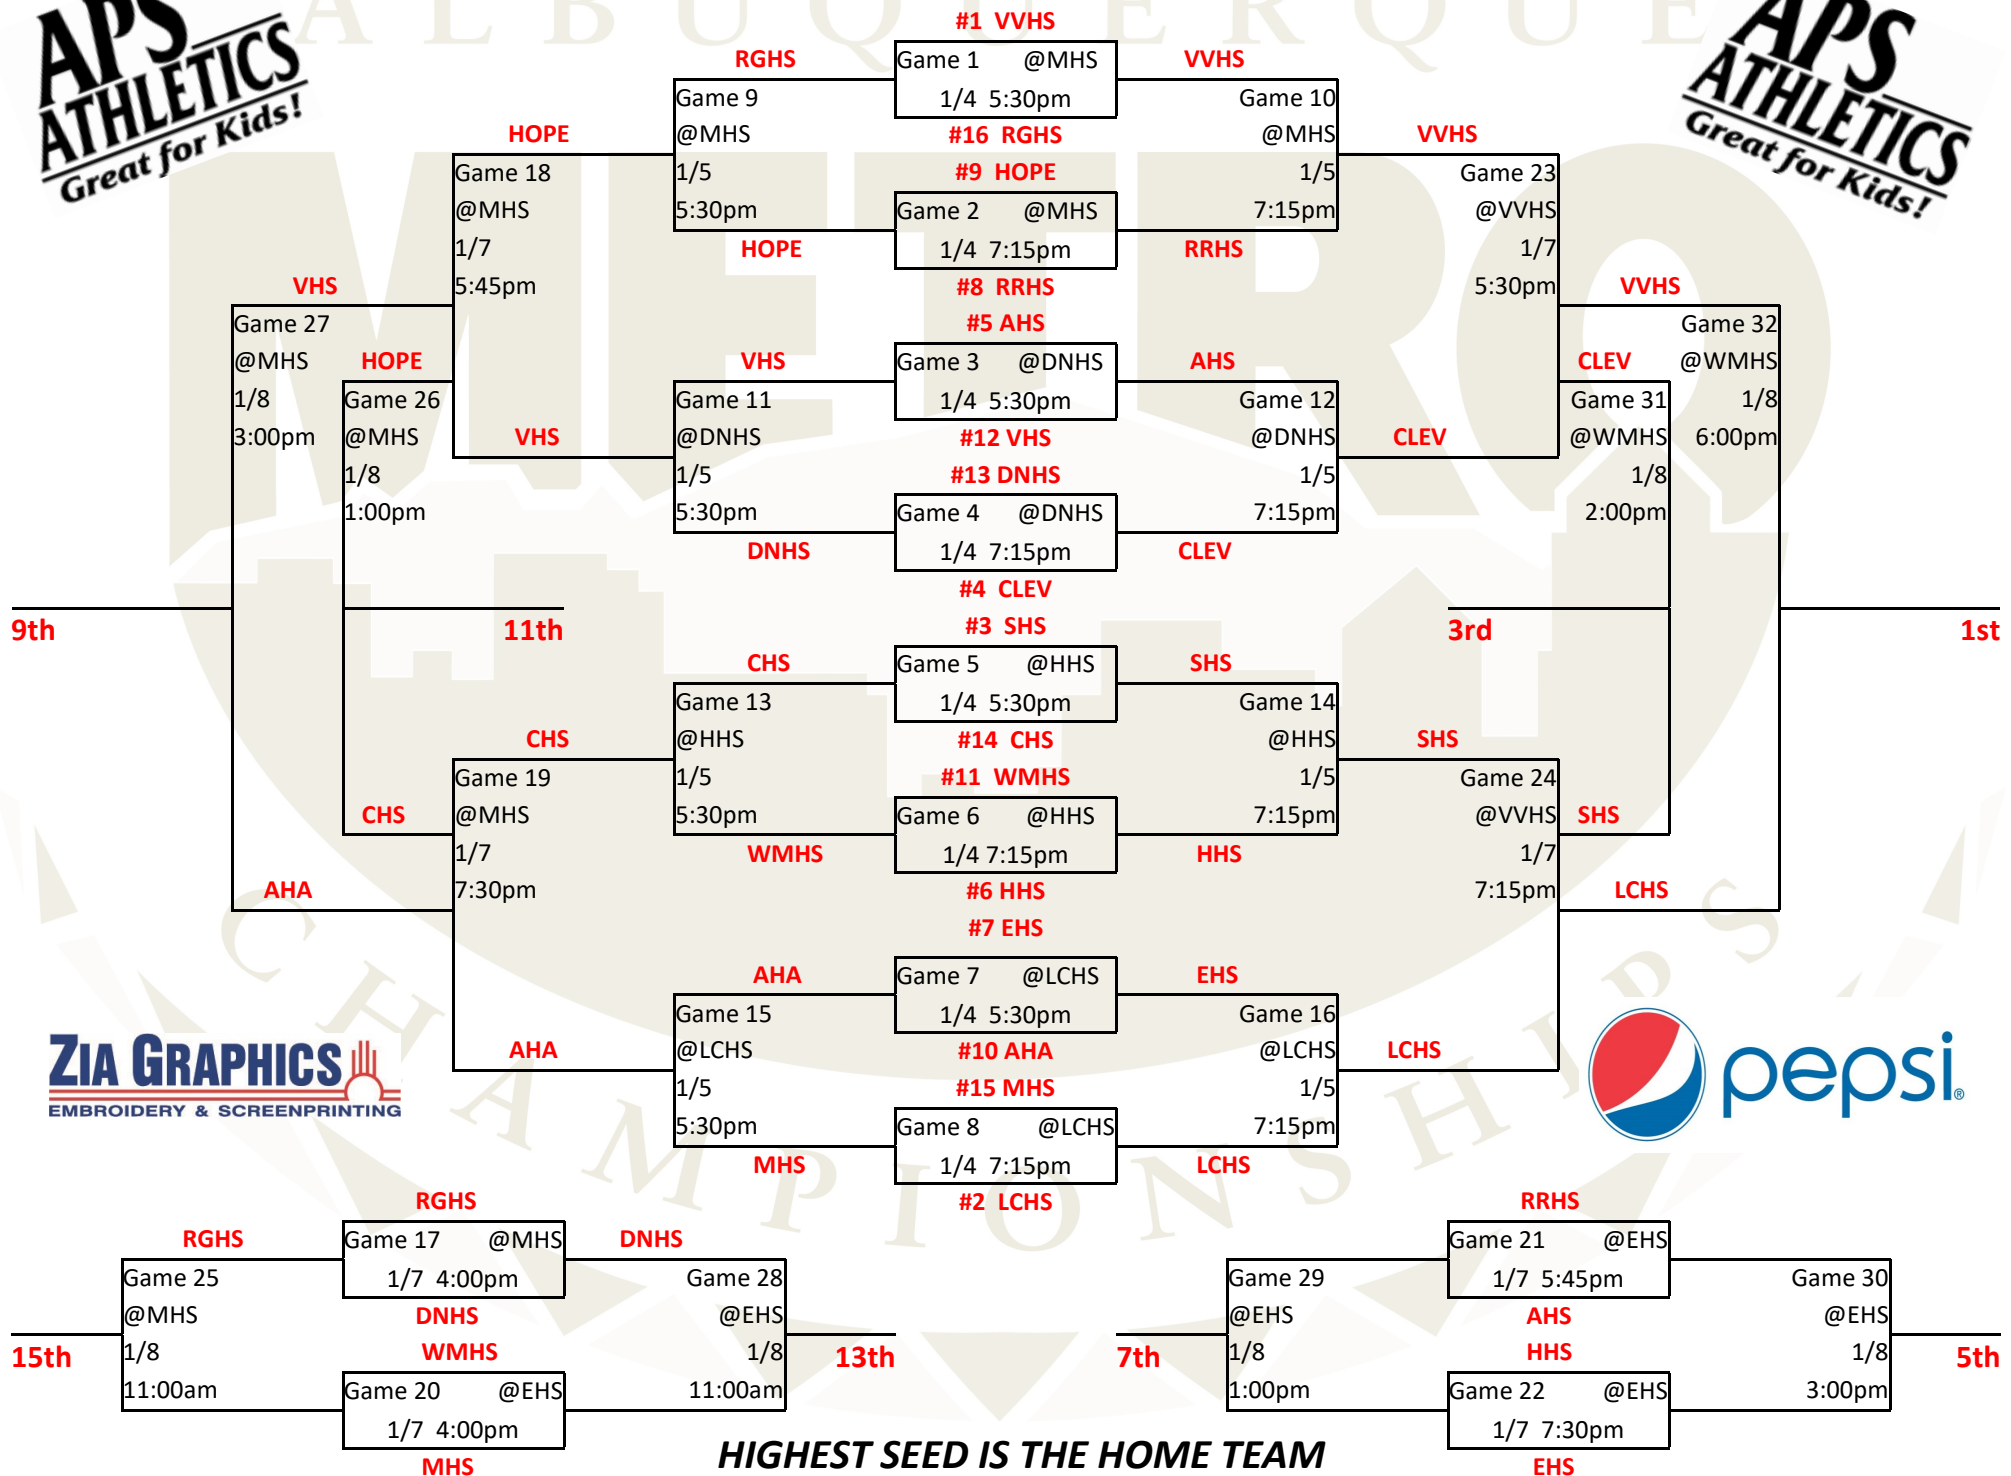 ALBUQUERQUE
APS
ATHLETICS
Great for Kids!
APS
ATHLETICS
Great for Kids!
METRO
CHAMPIONSHIPS
#1 VVHS
RGHS
Game 1 @MHS
1/4 5:30pm
VVHS
#16 RGHS
Game 9
@MHS
1/5
5:30pm
Game 10
@MHS
1/5
7:15pm
#9 HOPE
HOPE
Game 2 @MHS
1/4 7:15pm
RRHS
#8 RRHS
HOPE
Game 18
@MHS
1/7
5:45pm
VVHS
Game 23
@VVHS
1/7
5:30pm
#5 AHS
VHS
Game 3 @DNHS
1/4 5:30pm
AHS
#12 VHS
Game 11
@DNHS
1/5
5:30pm
Game 12
@DNHS
1/5
7:15pm
#13 DNHS
DNHS
Game 4 @DNHS
1/4 7:15pm
CLEV
#4 CLEV
VHS
CLEV
VHS
Game 27
@MHS
1/8
3:00pm
HOPE
Game 26
@MHS
1/8
1:00pm
VVHS
Game 32
@WMHS
1/8
6:00pm
CLEV
Game 31
@WMHS
1/8
2:00pm
9th
11th
3rd
1st
#3 SHS
CHS
Game 5 @HHS
1/4 5:30pm
SHS
#14 CHS
Game 13
@HHS
1/5
5:30pm
Game 14
@HHS
1/5
7:15pm
#11 WMHS
WMHS
Game 6 @HHS
1/4 7:15pm
HHS
#6 HHS
CHS
Game 19
@MHS
1/7
7:30pm
SHS
Game 24
@VVHS
1/7
7:15pm
CHS
AHA
SHS
LCHS
#7 EHS
AHA
Game 7 @LCHS
1/4 5:30pm
EHS
#10 AHA
Game 15
@LCHS
1/5
5:30pm
Game 16
@LCHS
1/5
7:15pm
#15 MHS
MHS
Game 8 @LCHS
1/4 7:15pm
LCHS
#2 LCHS
AHA
LCHS
ZIA GRAPHICS
EMBROIDERY & SCREENPRINTING
pepsi®
RGHS
RGHS
Game 17 @MHS
1/7 4:00pm
DNHS
DNHS
Game 25
@MHS
1/8
11:00am
Game 28
@EHS
1/8
11:00am
15th
13th
WMHS
Game 20 @EHS
1/7 4:00pm
MHS
RRHS
Game 21 @EHS
1/7 5:45pm
AHS
Game 29
@EHS
1/8
1:00pm
Game 30
@EHS
1/8
3:00pm
7th
5th
HHS
Game 22 @EHS
1/7 7:30pm
EHS
HIGHEST SEED IS THE HOME TEAM